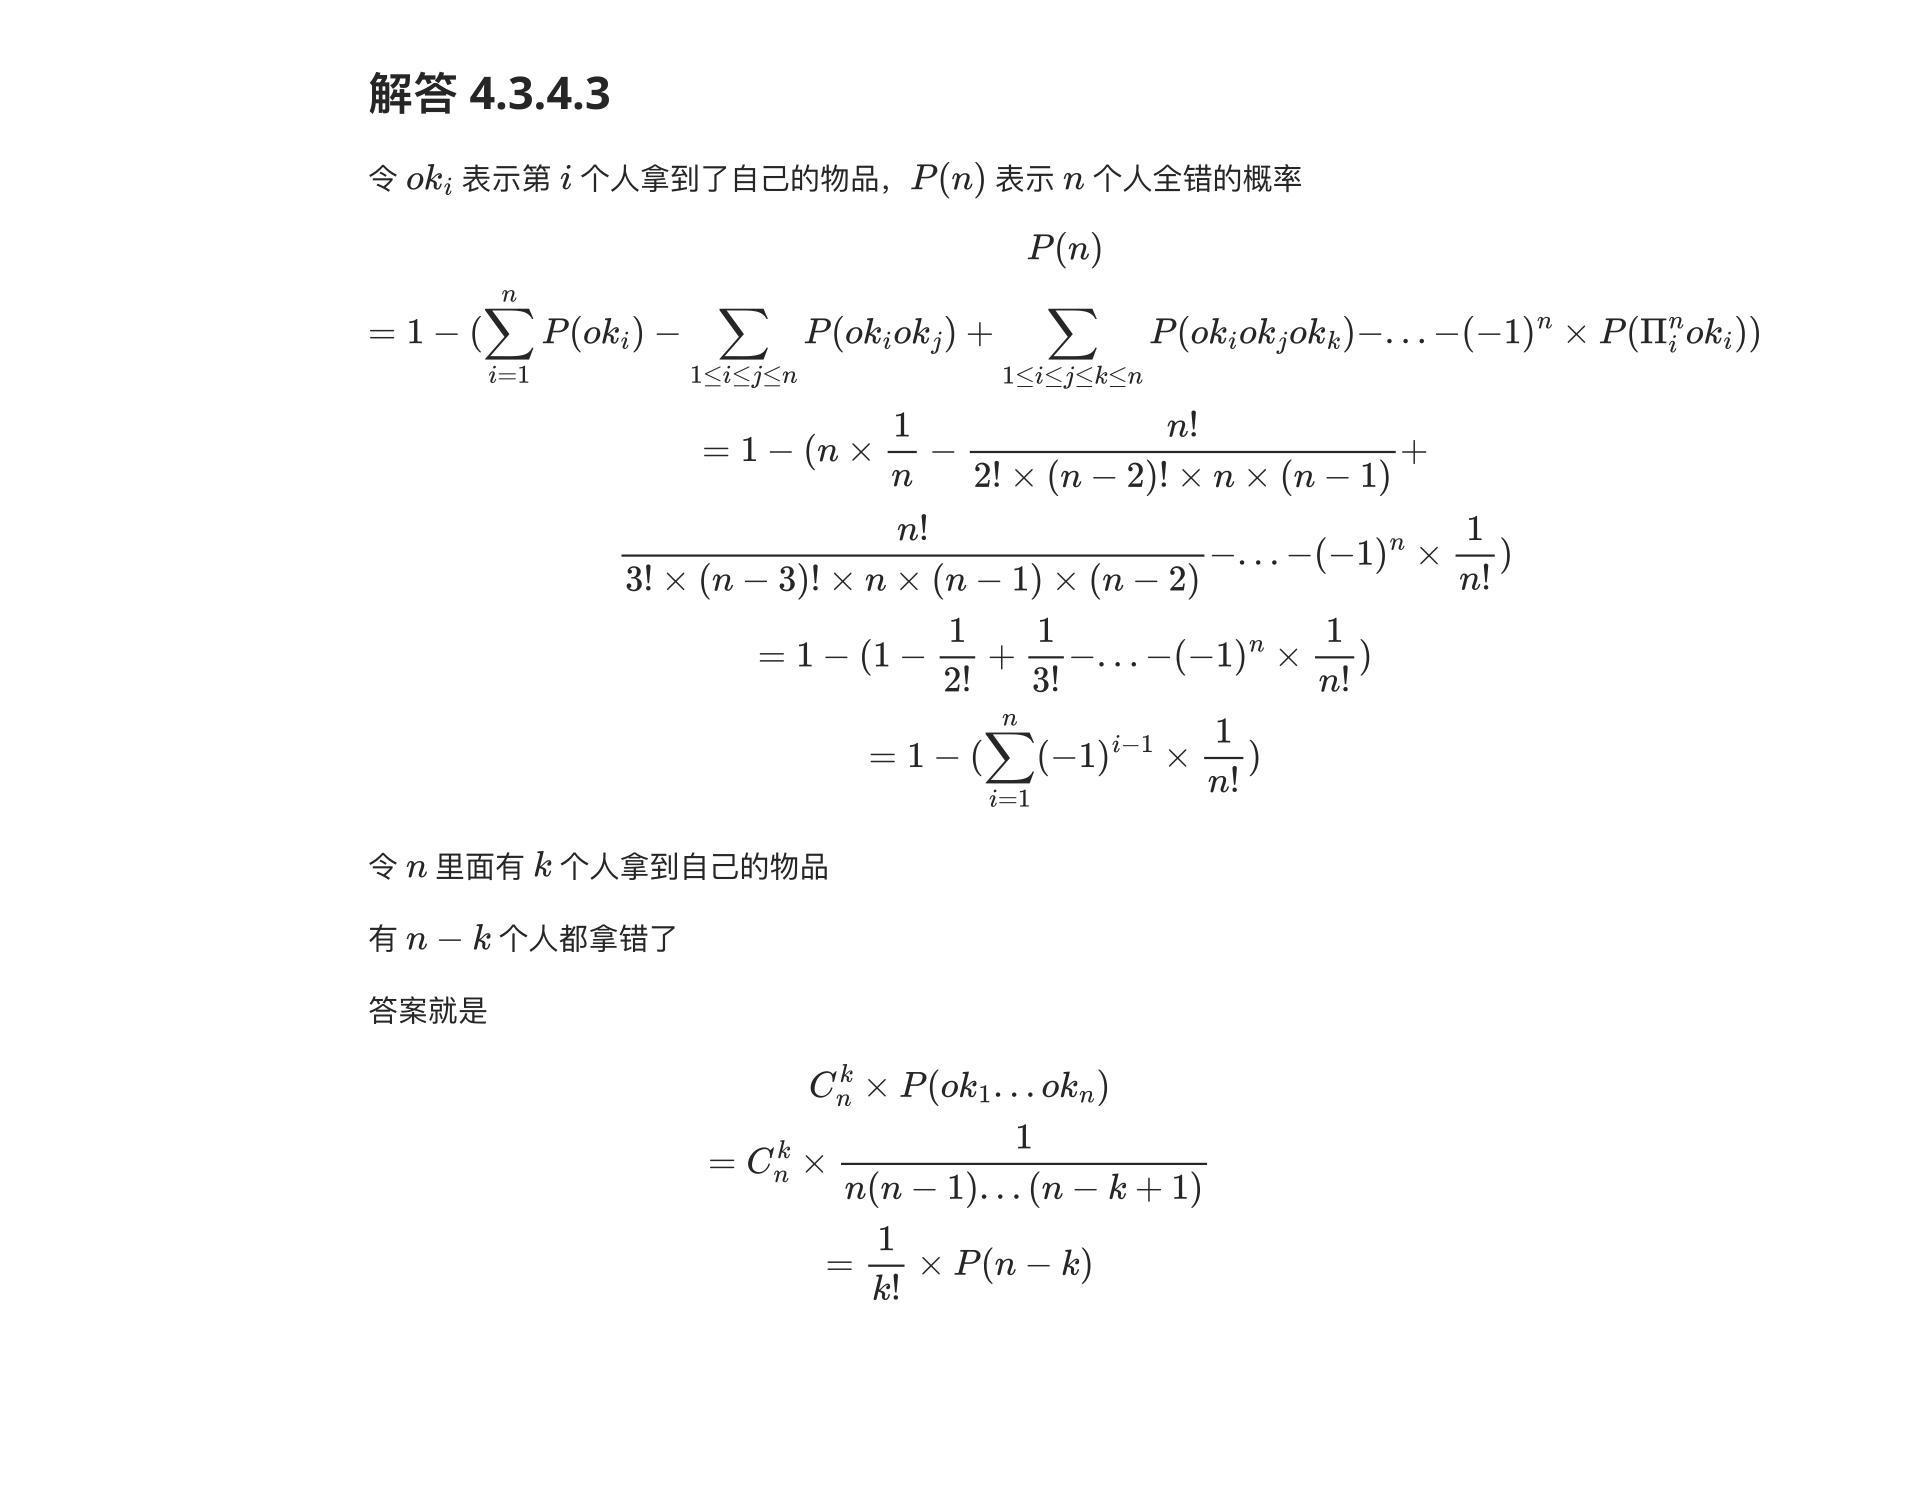 解答 4.3.4.3
令 $ok_i$ 表示第 $i$ 个人拿到了自己的物品，$P(n)$ 表示 $n$ 个人全错的概率
$P(n)$
$= 1 - (\sum_{i=1}^{n} P(ok_i) - \sum_{1 \le i \le j \le n} P(ok_i ok_j) + \sum_{1 \le i \le j \le k \le n} P(ok_i ok_j ok_k) - \ldots - (-1)^n \times P(\Pi_i^n ok_i))$
$= 1 - (n \times \frac{1}{n} - \frac{n!}{2! \times (n-2)! \times n \times (n-1)} +$
$\frac{n!}{3! \times (n-3)! \times n \times (n-1) \times (n-2)} - \ldots - (-1)^n \times \frac{1}{n!})$
$= 1 - (1 - \frac{1}{2!} + \frac{1}{3!} - \ldots - (-1)^n \times \frac{1}{n!})$
$= 1 - (\sum_{i=1}^{n} (-1)^{i-1} \times \frac{1}{n!})$
令 $n$ 里面有 $k$ 个人拿到自己的物品
有 $n - k$ 个人都拿错了
答案就是
$C_n^k \times P(ok_1 \ldots ok_n)$
$= C_n^k \times \frac{1}{n(n-1) \ldots (n-k+1)}$
$= \frac{1}{k!} \times P(n-k)$